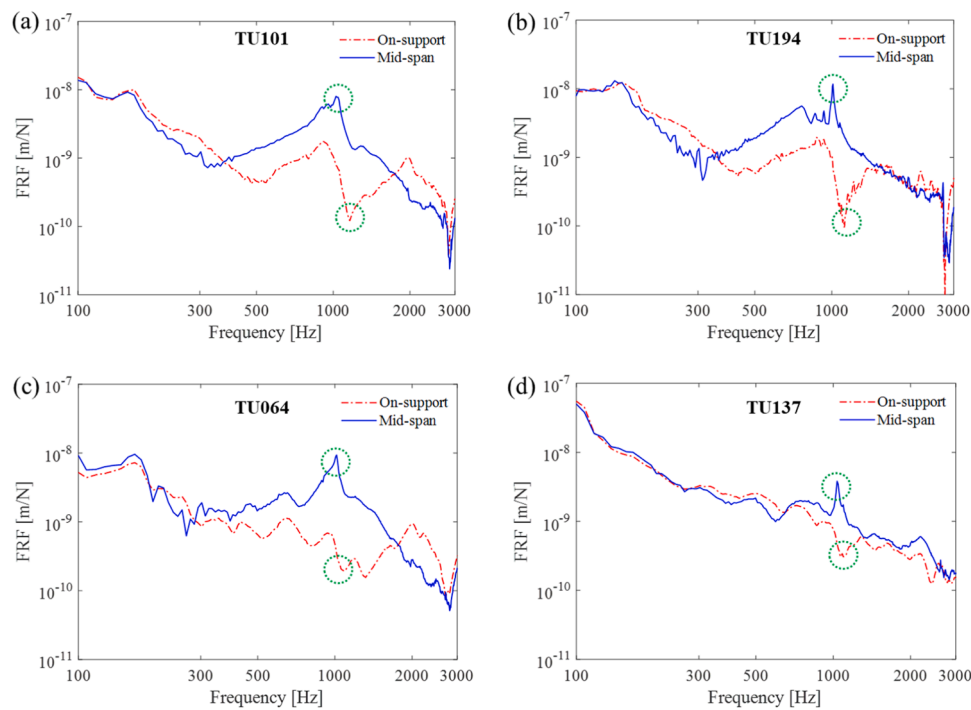 (a)
TU101
On-support
Mid-span
10⁻⁷
10⁻⁸
10⁻⁹
10⁻¹⁰
10⁻¹¹
FRF [m/N]
100 300 500 1000 2000 3000
Frequency [Hz]
(b)
TU194
On-support
Mid-span
10⁻⁷
10⁻⁸
10⁻⁹
10⁻¹⁰
10⁻¹¹
FRF [m/N]
100 300 500 1000 2000 3000
Frequency [Hz]
(c)
TU064
On-support
Mid-span
10⁻⁷
10⁻⁸
10⁻⁹
10⁻¹⁰
10⁻¹¹
FRF [m/N]
100 300 500 1000 2000 3000
Frequency [Hz]
(d)
TU137
On-support
Mid-span
10⁻⁷
10⁻⁸
10⁻⁹
10⁻¹⁰
10⁻¹¹
FRF [m/N]
100 300 500 1000 2000 3000
Frequency [Hz]